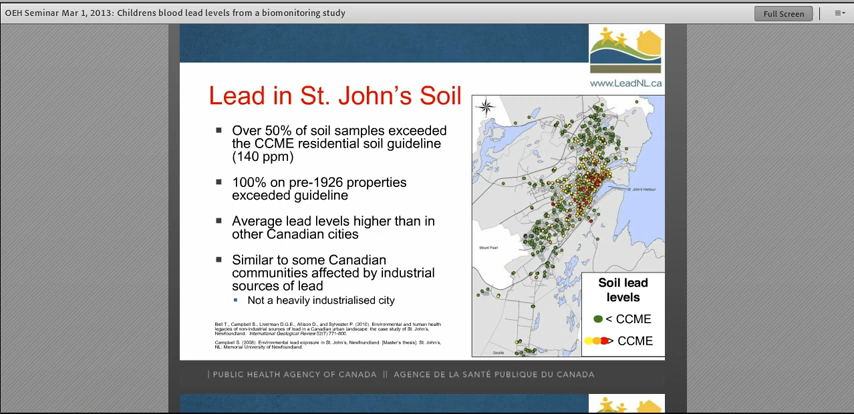 OEH Seminar Mar 1, 2013: Childrens blood lead levels from a biomonitoring study
Full Screen
www.LeadNL.ca
Lead in St. John's Soil
Over 50% of soil samples exceeded
the CCME residential soil guideline
(140 ppm)
100% on pre-1926 properties
exceeded guideline
Average lead levels higher than in
other Canadian cities
Similar to some Canadian
communities affected by industrial
sources of lead
Not a heavily industrialised city
Bell T., Campbell S., Liverman D.G.E., Allison D., and Sylvester P. (2010). Environmental and human health
legacies of non-industrial sources of lead in a Canadian urban landscape: the case study of St. John's,
Newfoundland. International Geological Review 52(7):771-800.
Campbell S. (2008). Environmental lead exposure in St. John's, Newfoundland. [Master's thesis]. St. John's,
NL: Memorial University of Newfoundland.
St. John's Harbour
Mount Pearl
Goulds
Soil lead
levels
< CCME
> CCME
| PUBLIC HEALTH AGENCY OF CANADA || AGENCE DE LA SANTÉ PUBLIQUE DU CANADA